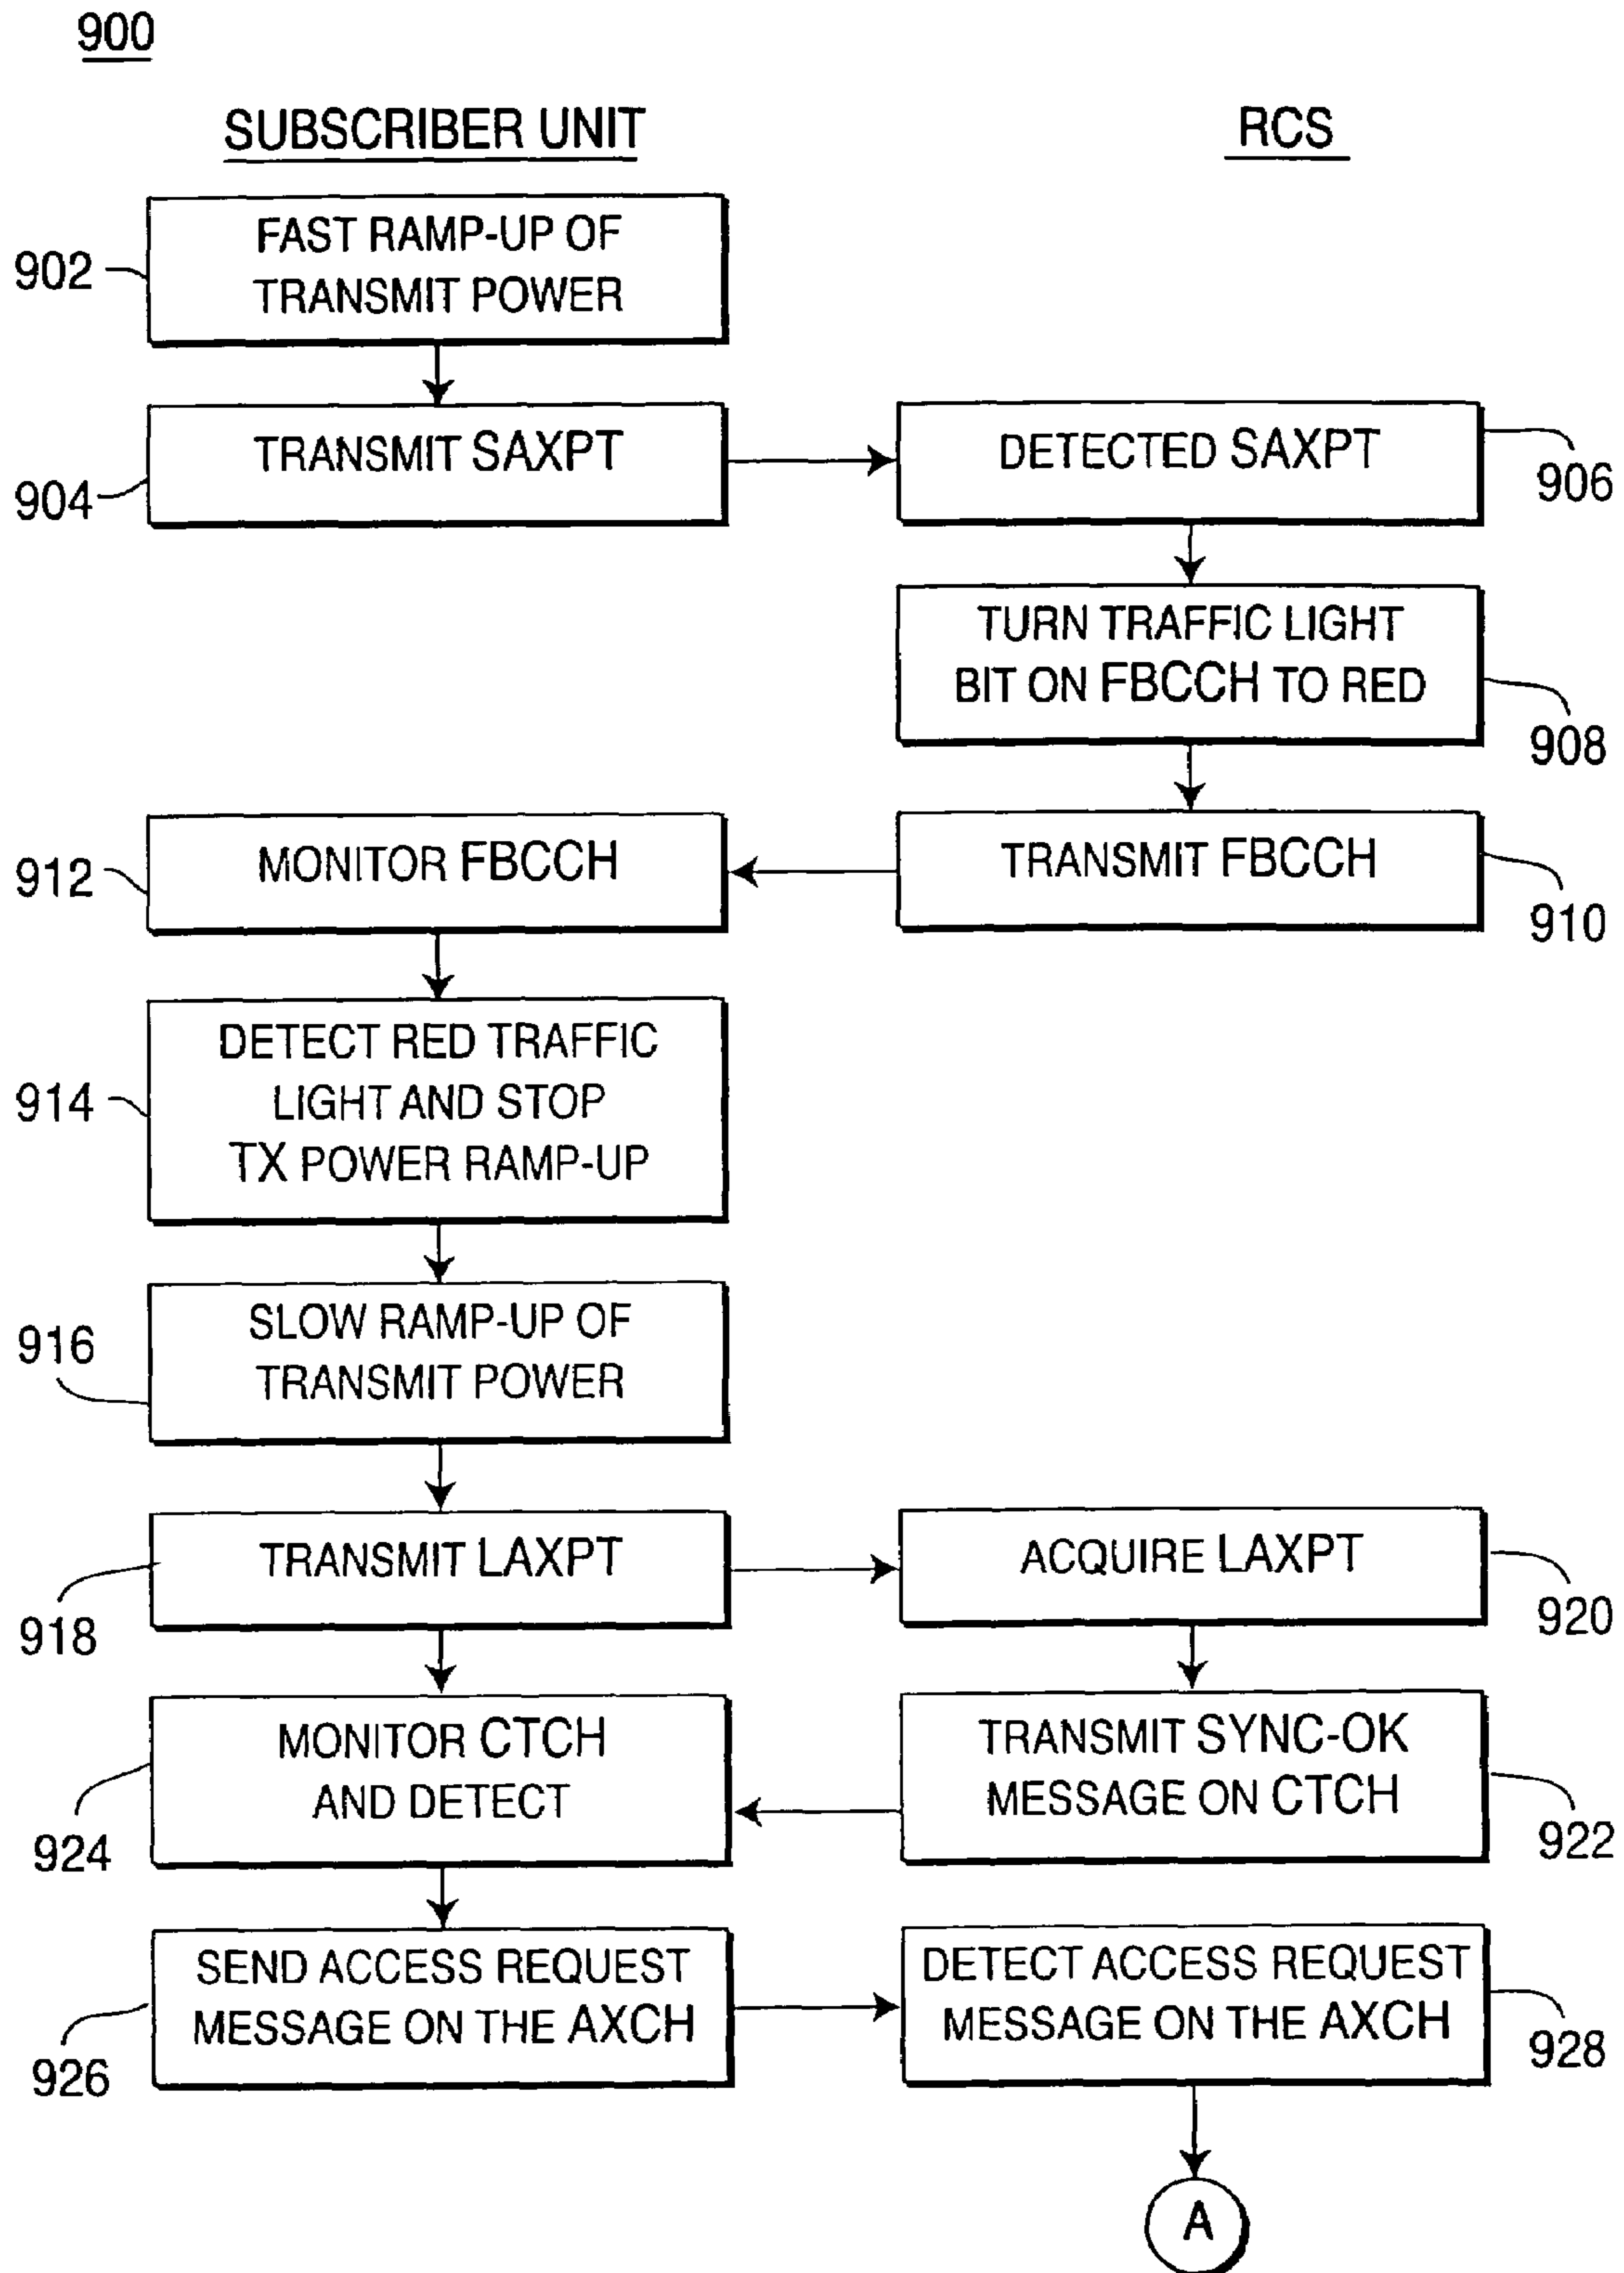 900
SUBSCRIBER UNIT
RCS
FAST RAMP-UP OF
TRANSMIT POWER
902
TRANSMIT SAXPT
904
DETECTED SAXPT
906
TURN TRAFFIC LIGHT
BIT ON FBCCH TO RED
908
MONITOR FBCCH
912
TRANSMIT FBCCH
910
DETECT RED TRAFFIC
LIGHT AND STOP
TX POWER RAMP-UP
914
SLOW RAMP-UP OF
TRANSMIT POWER
916
TRANSMIT LAXPT
918
ACQUIRE LAXPT
920
MONITOR CTCH
AND DETECT
924
TRANSMIT SYNC-OK
MESSAGE ON CTCH
922
SEND ACCESS REQUEST
MESSAGE ON THE AXCH
926
DETECT ACCESS REQUEST
MESSAGE ON THE AXCH
928
A